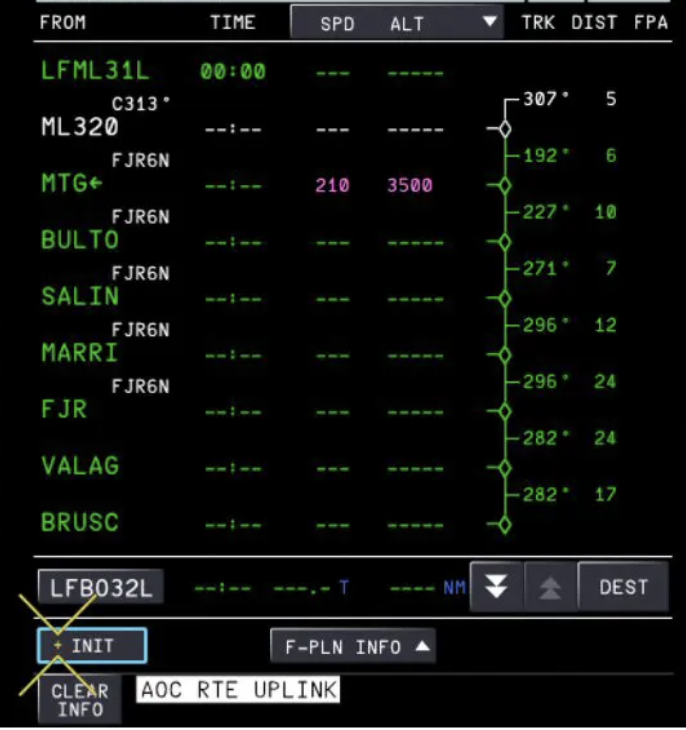 FROM TIME SPD ALT ▼ TRK DIST FPA
LFML31L 00:00 --- -----
C313° 307° 5
ML320 --:-- --- -----
FJR6N 192° 6
MTG← --:-- 210 3500
FJR6N 227° 10
BULTO --:-- --- -----
FJR6N 271° 7
SALIN --:-- --- -----
FJR6N 296° 12
MARRI --:-- --- -----
FJR6N 296° 24
FJR --:-- --- -----
282° 24
VALAG --:-- --- -----
282° 17
BRUSC --:-- --- -----
LFBO32L --:-- ---.- T ---- NM DEST
+ INIT F-PLN INFO ▲
CLEAR
INFO
AOC RTE UPLINK